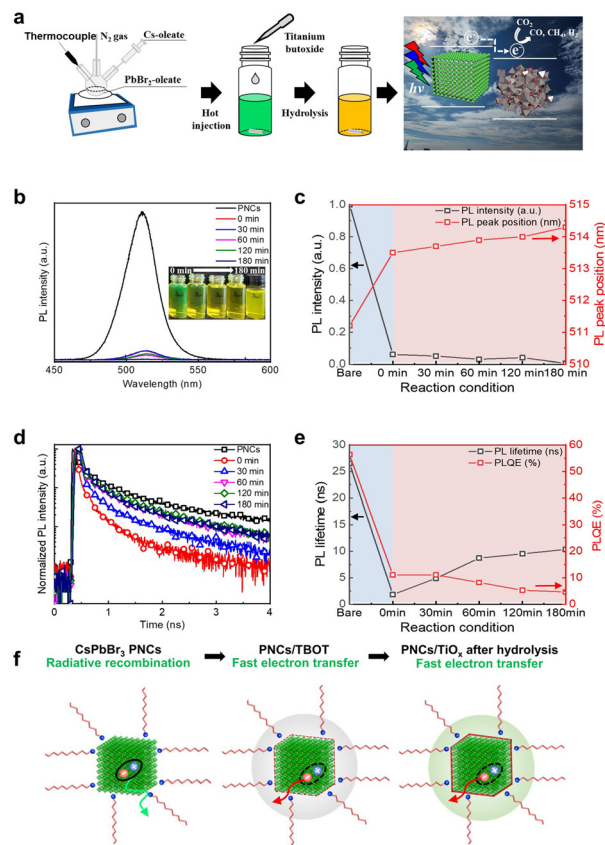 a
Thermocouple
N2 gas
Cs-oleate
PbBr2-oleate
Hot
injection
Titanium
butoxide
Hydrolysis
CO2
CO, CH4, H2
e-
e-
hν
b
PL intensity (a.u.)
PNCs
0 min
30 min
60 min
120 min
180 min
0 min
180 min
450
500
550
600
Wavelength (nm)
c
PL intensity (a.u.)
1.0
0.8
0.6
0.4
0.2
0.0
PL intensity (a.u.)
PL peak position (nm)
515
514
513
512
511
510
PL peak position (nm)
Bare
0 min
30 min
60 min
120 min
180 min
Reaction condition
d
Normalized PL intensity (a.u.)
PNCs
0 min
30 min
60 min
120 min
180 min
0
1
2
3
4
Time (ns)
e
PL lifetime (ns)
30
25
20
15
10
5
0
PL lifetime (ns)
PLQE (%)
60
50
40
30
20
10
0
PLQE (%)
Bare
0min
30min
60min
120min
180min
Reaction condition
f
CsPbBr3 PNCs
Radiative recombination
PNCs/TBOT
Fast electron transfer
PNCs/TiOx after hydrolysis
Fast electron transfer